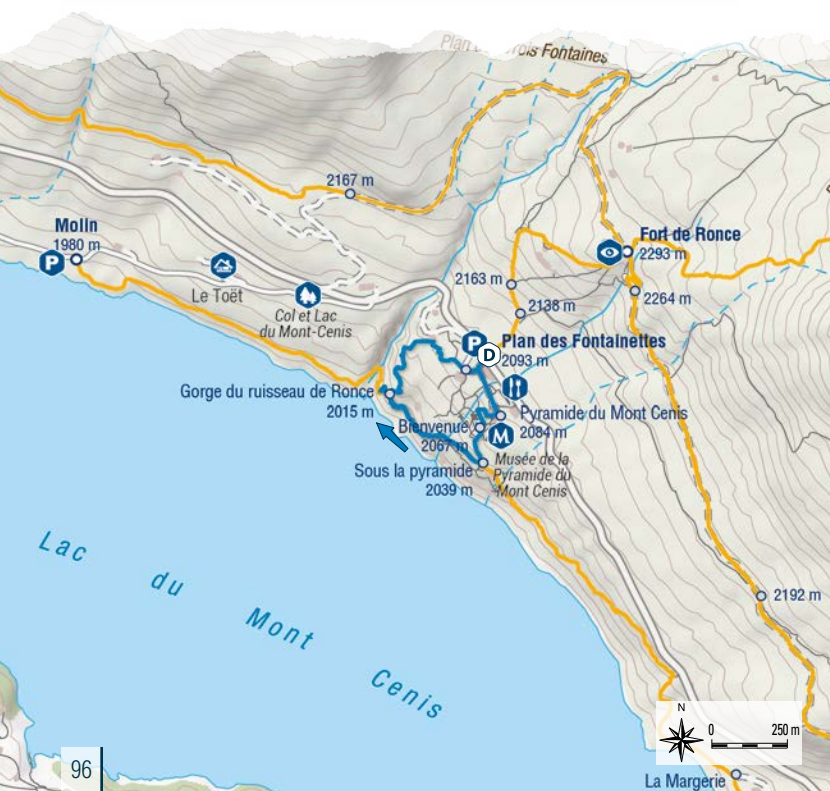 Fontaines
2167 m
Molin
1980 m
P
Le Toët
Col et Lac
du Mont-Cenis
Fort de Ronce
2293 m
2163 m
2264 m
2138 m
P
D
Plan des Fontainettes
2093 m
Gorge du ruisseau de Ronce
2015 m
Pyramide du Mont Cenis
2084 m
Bienvenue
2067 m
M
Musée de la
Pyramide du
Mont Cenis
Sous la pyramide
2039 m
Lac du Mont Cenis
2192 m
N
0 250 m
La Margerie
96